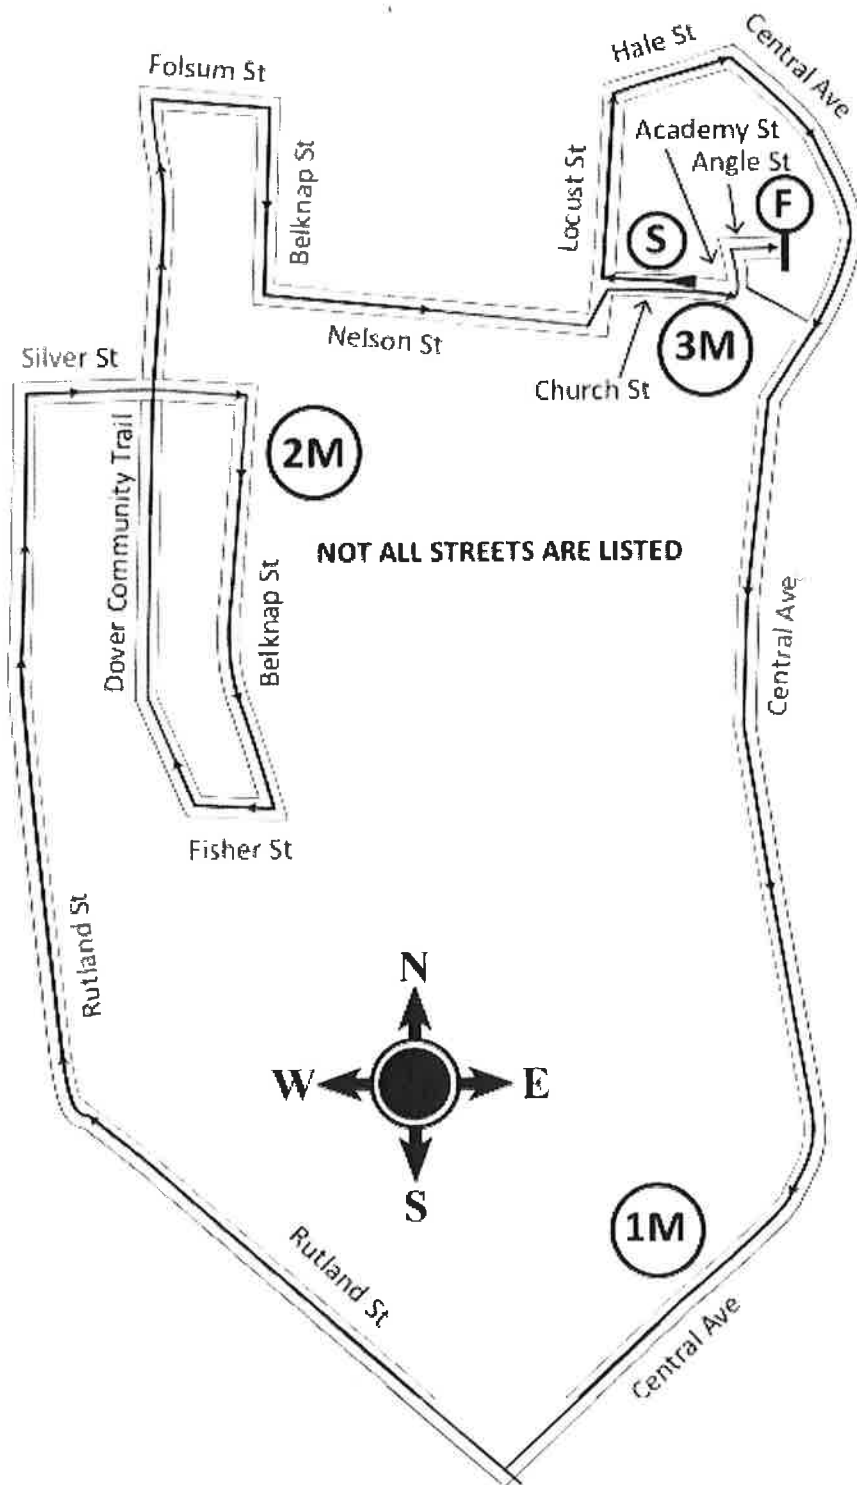 Hale St
Central Ave
Folsum St
Academy St
Angle St
Belknap St
Locust St
S
F
Nelson St
3M
Silver St
Church St
2M
Dover Community Trail
NOT ALL STREETS ARE LISTED
Belknap St
Central Ave
Fisher St
Rutland St
N
W
E
S
1M
Rutland St
Central Ave